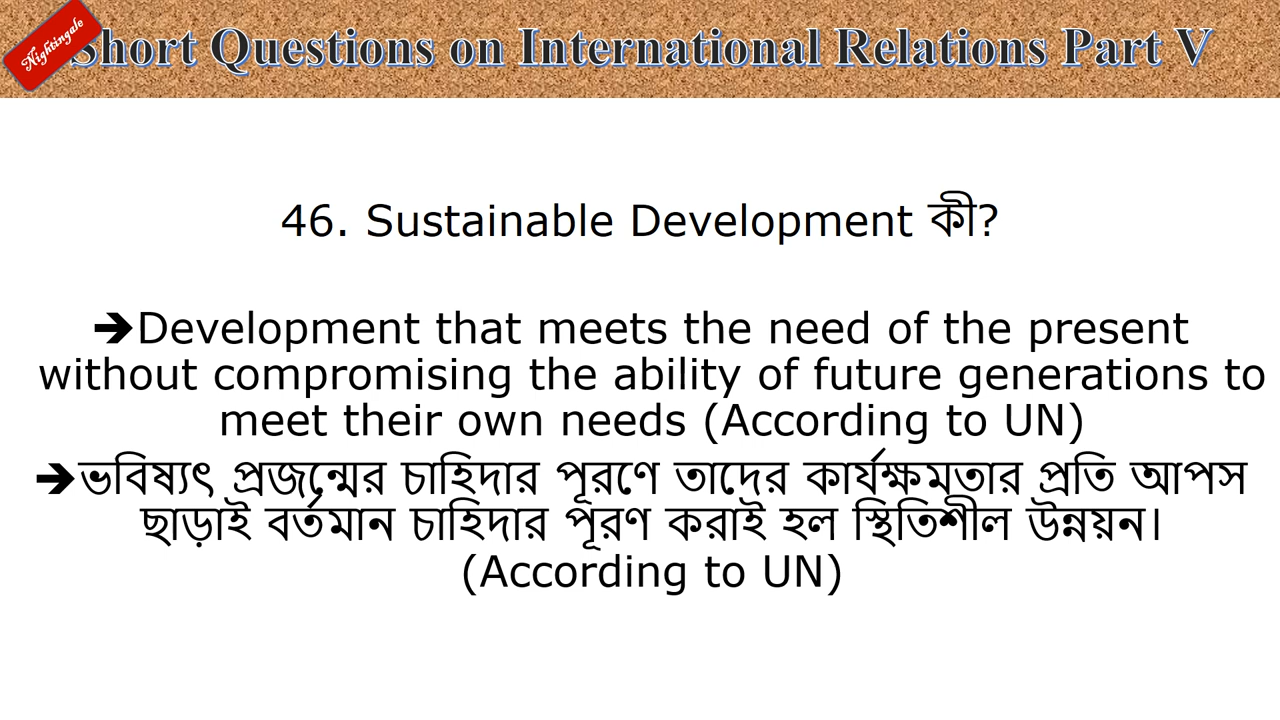 Nightingale
Short Questions on International Relations Part V
46. Sustainable Development কী?
➔Development that meets the need of the present
without compromising the ability of future generations to
meet their own needs (According to UN)
➔ভবিষ্যৎ প্রজন্মের চাহিদার পূরণে তাদের কার্যক্ষমতার প্রতি আপস
ছাড়াই বর্তমান চাহিদার পূরণ করাই হল স্থিতিশীল উন্নয়ন।
(According to UN)